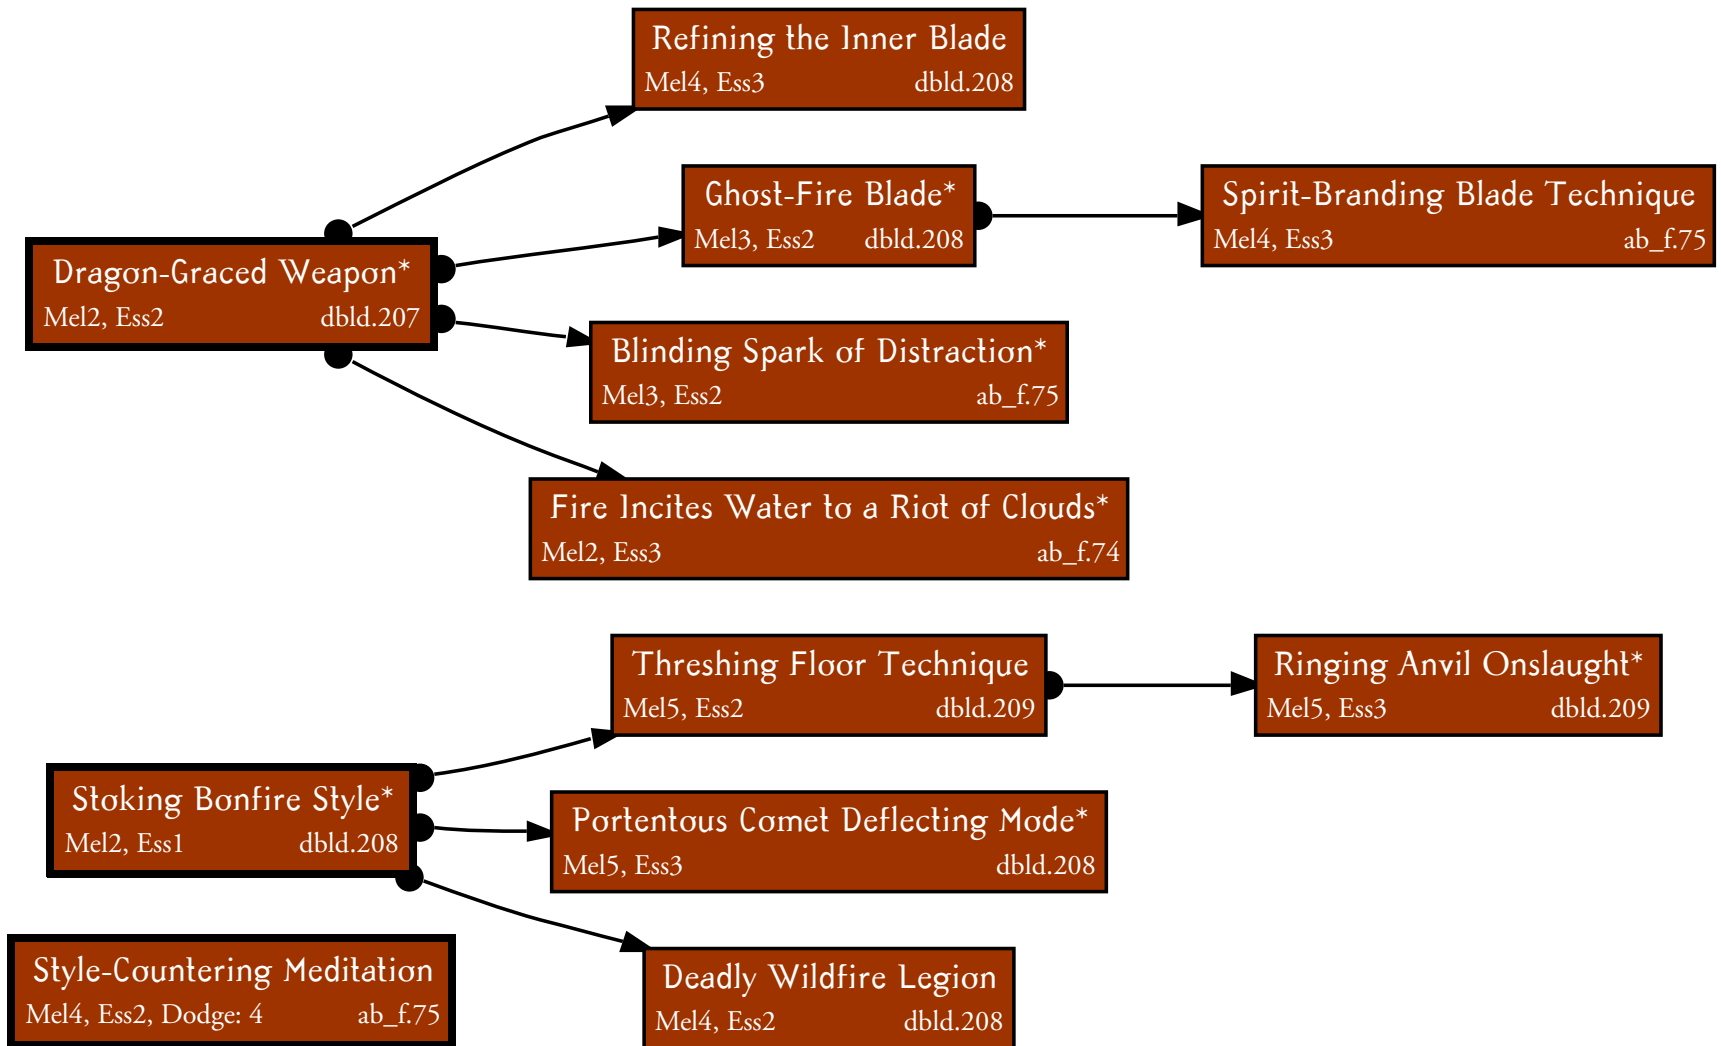 Refining the Inner Blade
Mel4, Ess3 dbld.208
Ghost-Fire Blade*
Mel3, Ess2 dbld.208
Spirit-Branding Blade Technique
Mel4, Ess3 ab_f.75
Dragon-Graced Weapon*
Mel2, Ess2 dbld.207
Blinding Spark of Distraction*
Mel3, Ess2 ab_f.75
Fire Incites Water to a Riot of Clouds*
Mel2, Ess3 ab_f.74
Threshing Floor Technique
Mel5, Ess2 dbld.209
Ringing Anvil Onslaught*
Mel5, Ess3 dbld.209
Stoking Bonfire Style*
Mel2, Ess1 dbld.208
Portentous Comet Deflecting Mode*
Mel5, Ess3 dbld.208
Style-Countering Meditation
Mel4, Ess2, Dodge: 4 ab_f.75
Deadly Wildfire Legion
Mel4, Ess2 dbld.208